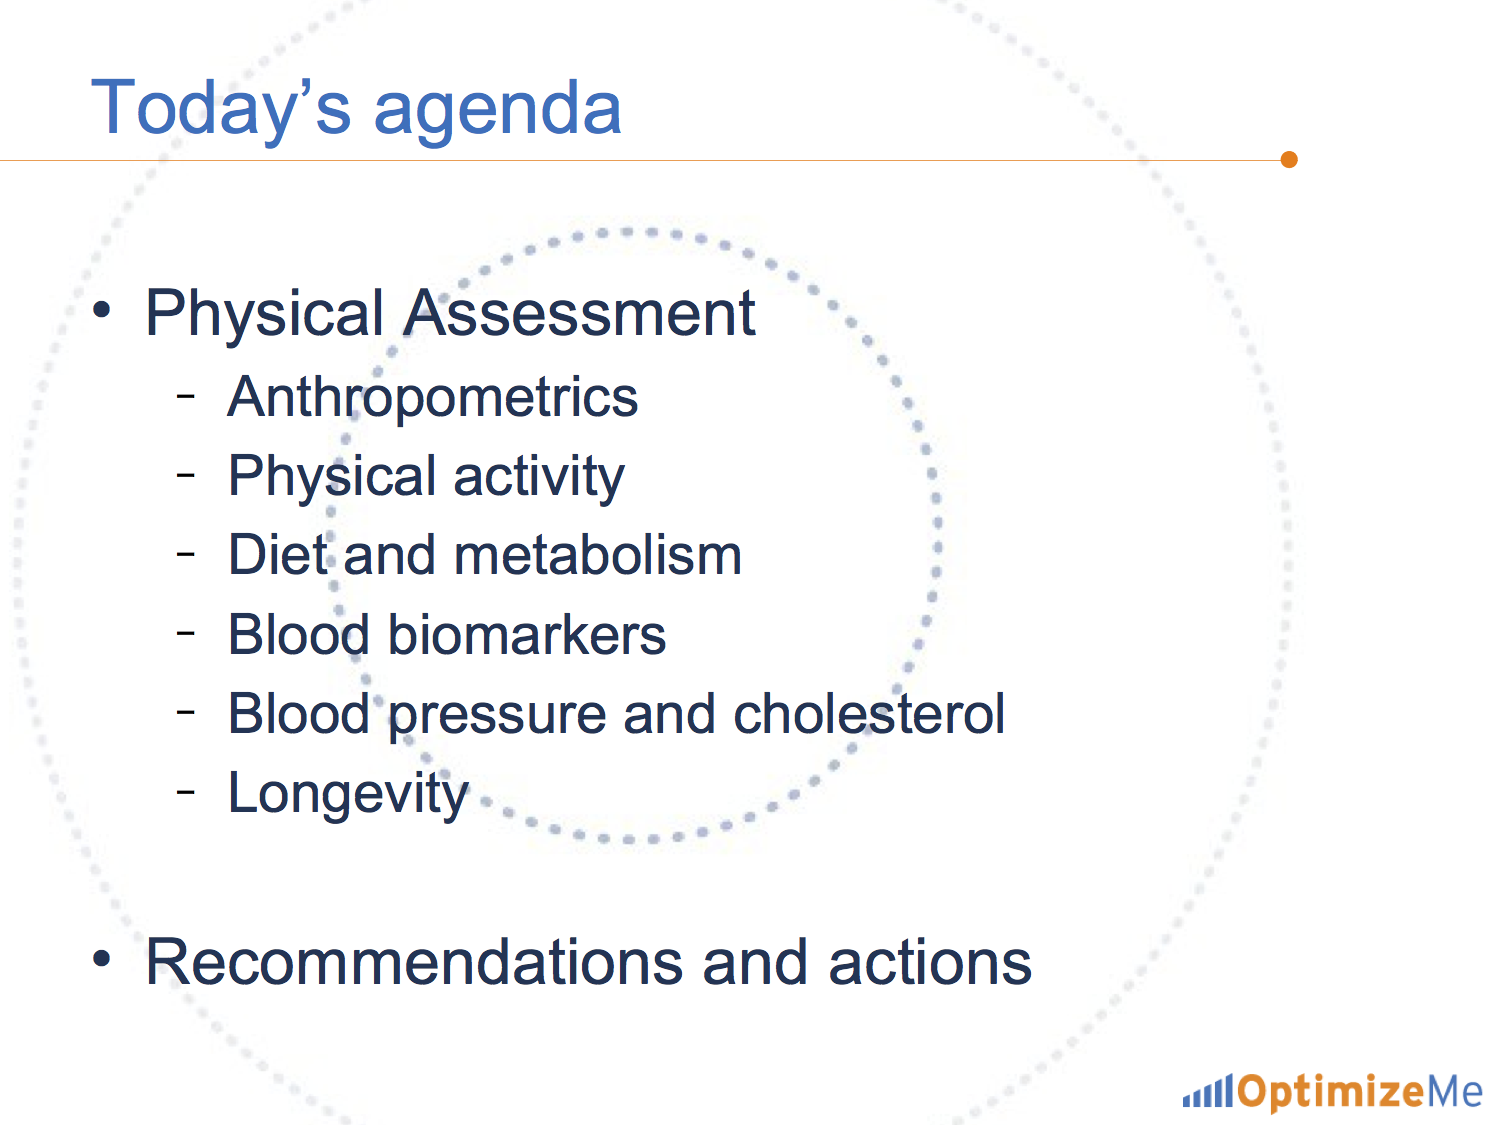 Today’s agenda
• Physical Assessment
– Anthropometrics
– Physical activity
– Diet and metabolism
– Blood biomarkers
– Blood pressure and cholesterol
– Longevity
• Recommendations and actions
OptimizeMe